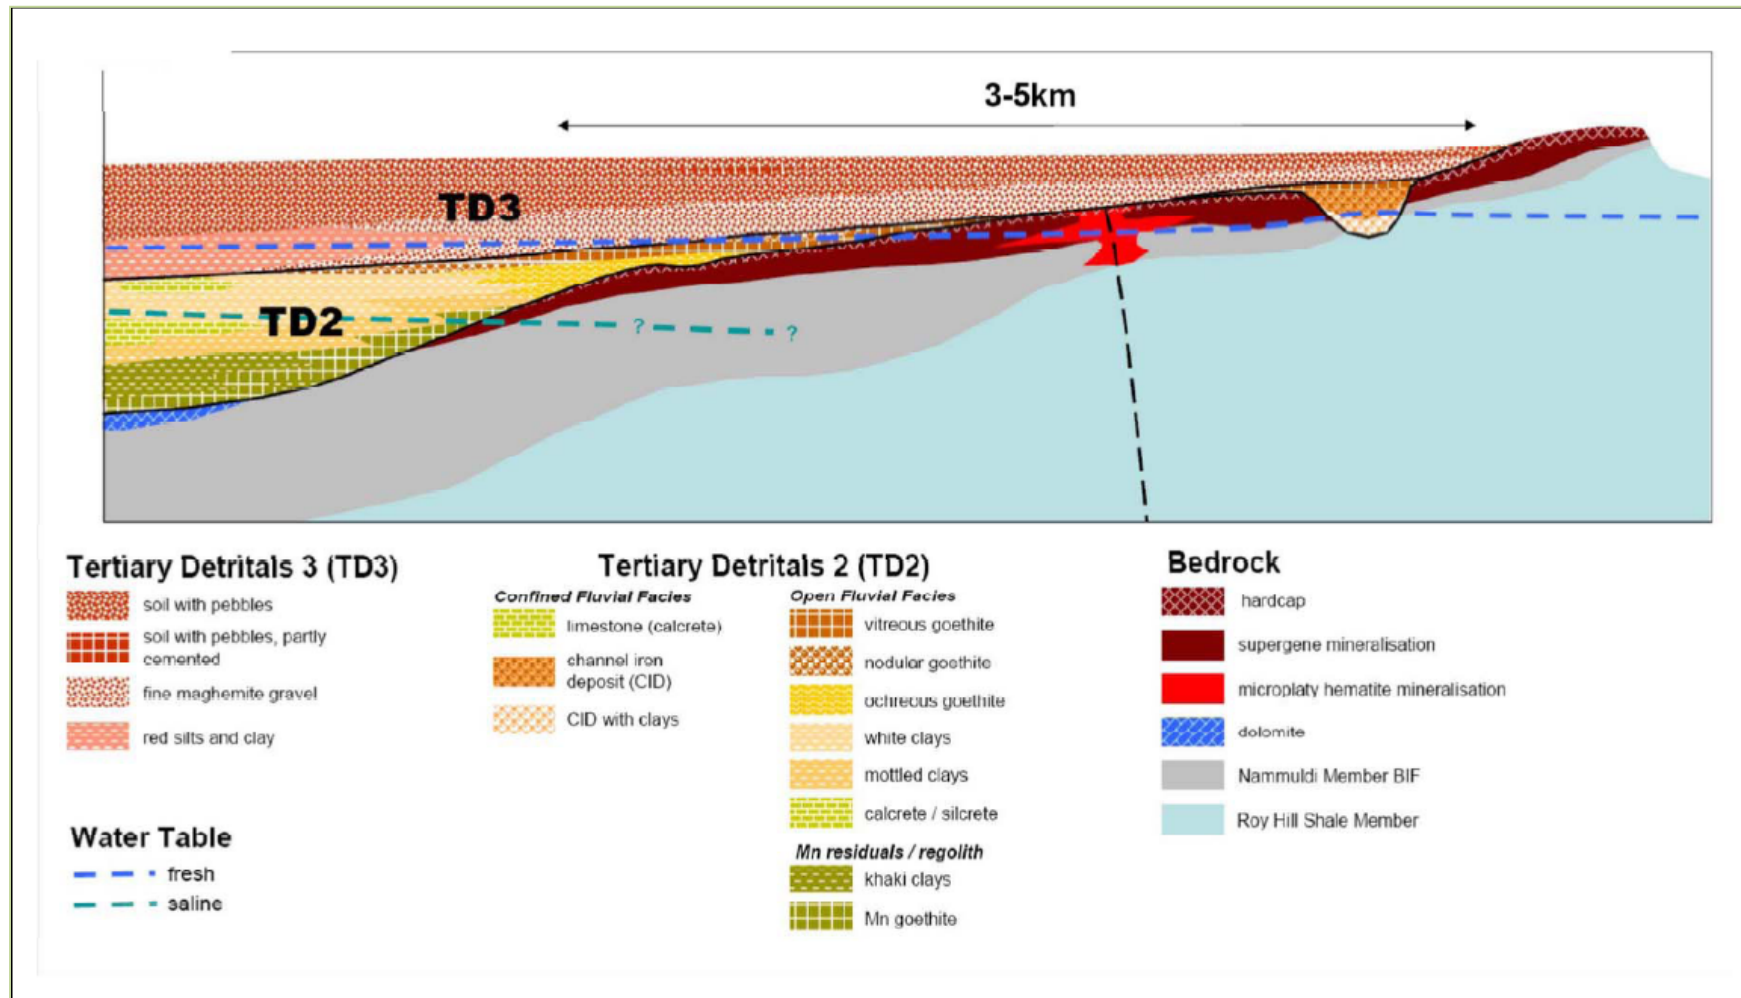 3-5km
TD3
TD2
?
?
Tertiary Detritals 3 (TD3)
soil with pebbles
soil with pebbles, partly
cemented
fine maghemite gravel
red silts and clay
Water Table
fresh
saline
Tertiary Detritals 2 (TD2)
Confined Fluvial Facies
limestone (calcrete)
channel iron
deposit (CID)
CID with clays
Open Fluvial Facies
vitreous goethite
nodular goethite
ochreous goethite
white clays
mottled clays
calcrete / silcrete
Mn residuals / regolith
khaki clays
Mn goethite
Bedrock
hardcap
supergene mineralisation
microplaty hematite mineralisation
dolomite
Nammuldi Member BIF
Roy Hill Shale Member